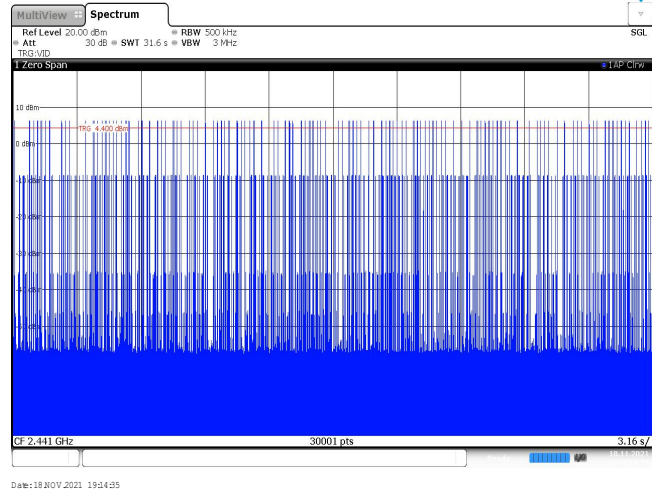 MultiView Spectrum
Ref Level 20.00 dBm RBW 500 kHz SGL
Att 30 dB SWT 31.6 s VBW 3 MHz
TRG:VID
1 Zero Span 1AP Clrw
10 dBm
TRG 4.400 dBm
0 dBm
CF 2.441 GHz 30001 pts 3.16 s/
Date: 18.NOV.2021 19:14:35